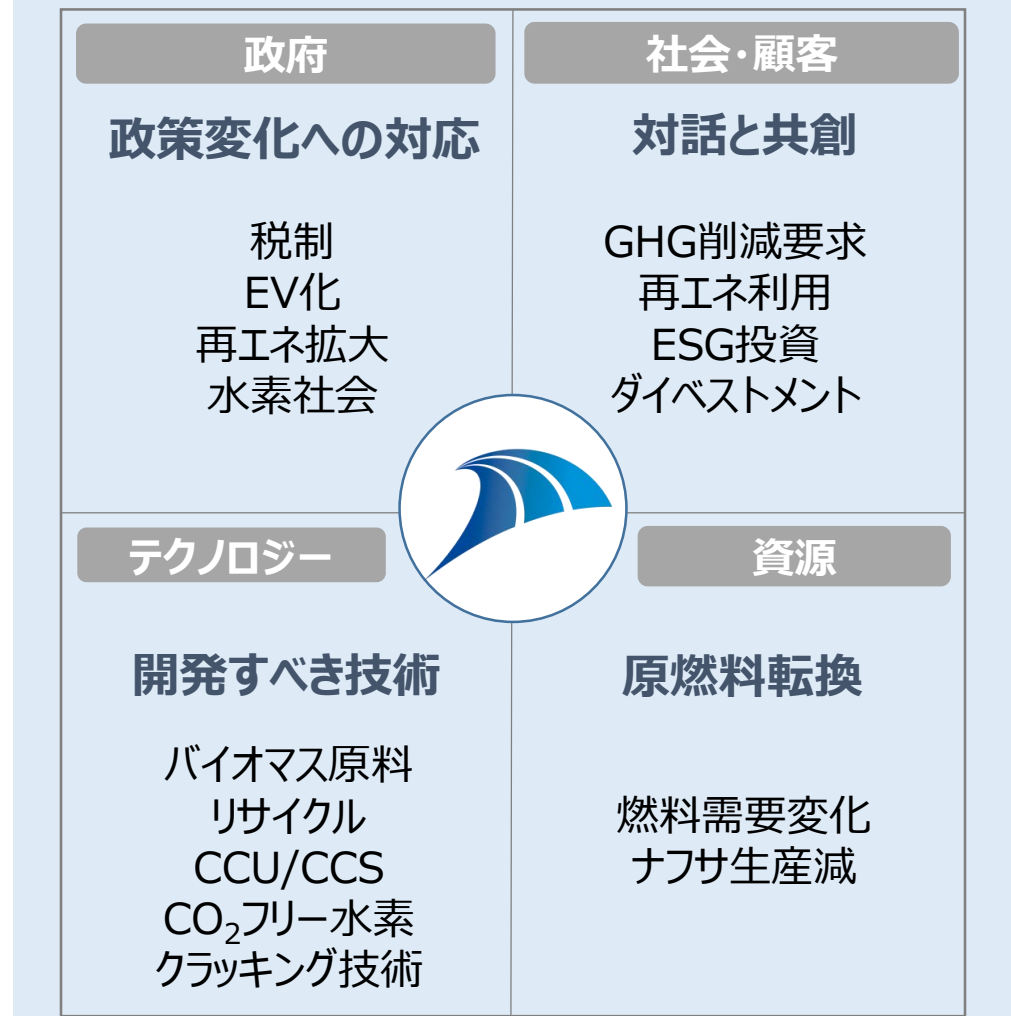 政府
政策変化への対応
税制
EV化
再エネ拡大
水素社会
社会・顧客
対話と共創
GHG削減要求
再エネ利用
ESG投資
ダイベストメント
テクノロジー
開発すべき技術
バイオマス原料
リサイクル
CCU/CCS
CO₂フリー水素
クラッキング技術
資源
原燃料転換
燃料需要変化
ナフサ生産減